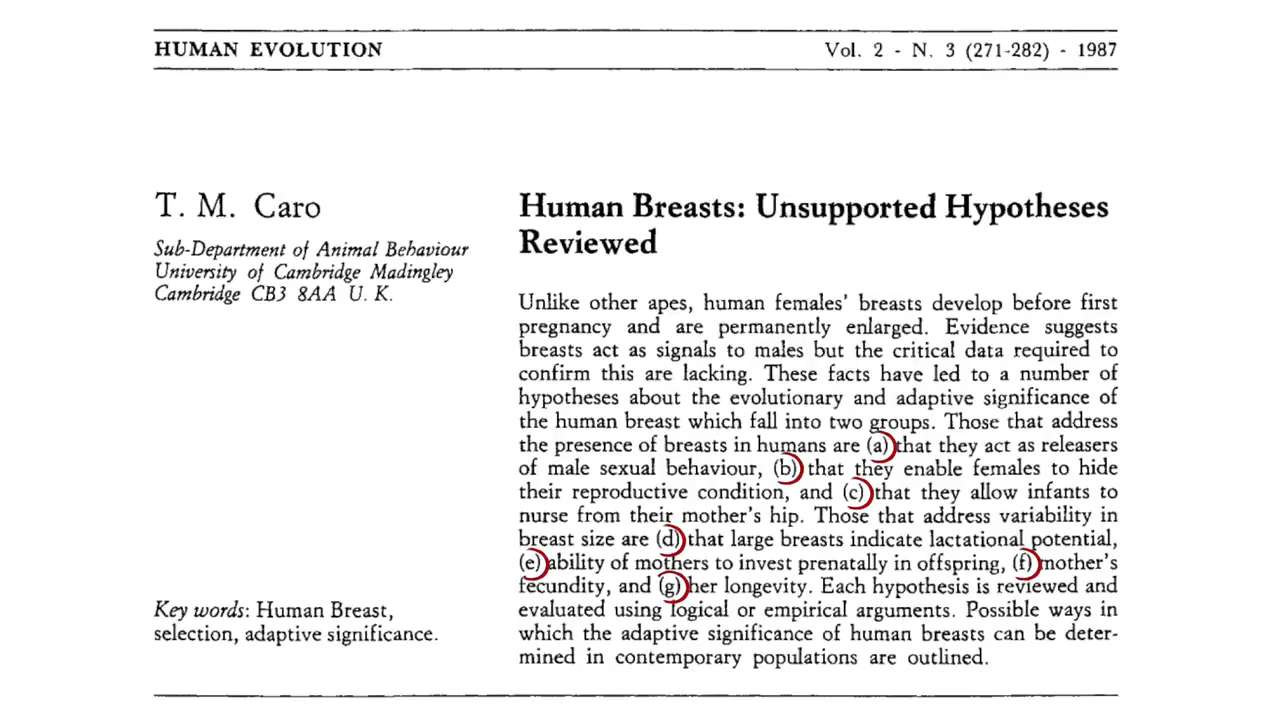 HUMAN EVOLUTION
Vol. 2 - N. 3 (271-282) - 1987
T. M. Caro
Sub-Department of Animal Behaviour
University of Cambridge Madingley
Cambridge CB3 8AA U. K.
Key words: Human Breast,
selection, adaptive significance.
Human Breasts: Unsupported Hypotheses
Reviewed
Unlike other apes, human females' breasts develop before first
pregnancy and are permanently enlarged. Evidence suggests
breasts act as signals to males but the critical data required to
confirm this are lacking. These facts have led to a number of
hypotheses about the evolutionary and adaptive significance of
the human breast which fall into two groups. Those that address
the presence of breasts in humans are (a) that they act as releasers
of male sexual behaviour, (b) that they enable females to hide
their reproductive condition, and (c) that they allow infants to
nurse from their mother's hip. Those that address variability in
breast size are (d) that large breasts indicate lactational potential,
(e) ability of mothers to invest prenatally in offspring, (f) mother's
fecundity, and (g) her longevity. Each hypothesis is reviewed and
evaluated using logical or empirical arguments. Possible ways in
which the adaptive significance of human breasts can be deter-
mined in contemporary populations are outlined.